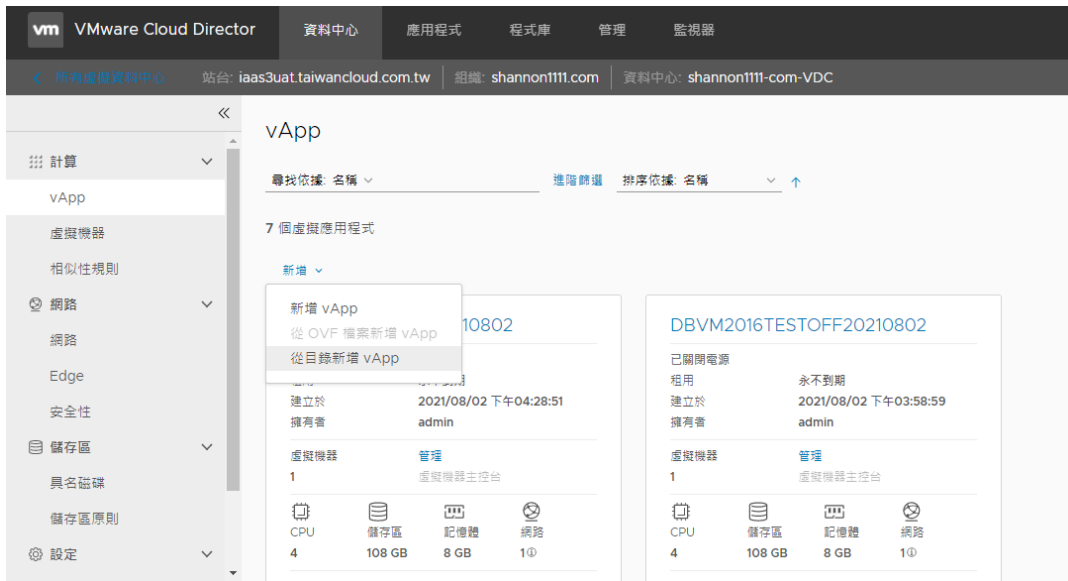 vm VMware Cloud Director 資料中心 應用程式 程式庫 管理 監視器
所有虛擬資料中心 站台: iaas3uat.taiwancloud.com.tw 組織: shannon1111.com 資料中心: shannon1111-com-VDC
計算
vApp
虛擬機器
相似性規則
網路
網路
Edge
安全性
儲存區
具名磁碟
儲存區原則
設定
vApp
尋找依據: 名稱 進階篩選 排序依據: 名稱
7 個虛擬應用程式
新增
新增 vApp
從 OVF 檔案新增 vApp
從目錄新增 vApp
10802
建立於 2021/08/02 下午04:28:51
擁有者 admin
虛擬機器 管理
1 虛擬機器主控台
CPU 儲存區 記憶體 網路
4 108 GB 8 GB 1
DBVM2016TESTOFF20210802
已關閉電源
租用 永不到期
建立於 2021/08/02 下午03:58:59
擁有者 admin
虛擬機器 管理
1 虛擬機器主控台
CPU 儲存區 記憶體 網路
4 108 GB 8 GB 1